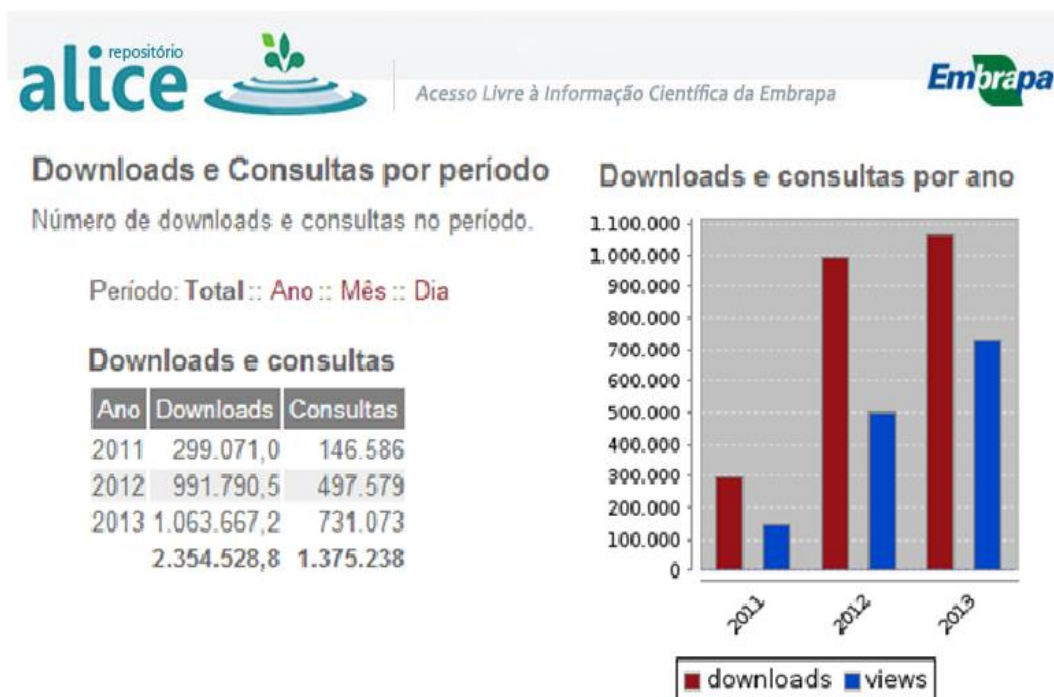 repositório
alice
Acesso Livre à Informação Científica da Embrapa
Embrapa
Downloads e Consultas por período
Número de downloads e consultas no período.
Período: Total :: Ano :: Mês :: Dia
Downloads e consultas
Ano Downloads Consultas
2011 299.071,0 146.586
2012 991.790,5 497.579
2013 1.063.667,2 731.073
2.354.528,8 1.375.238
Downloads e consultas por ano
1.100.000
1.000.000
900.000
800.000
700.000
600.000
500.000
400.000
300.000
200.000
100.000
0
2011 2012 2013
downloads views